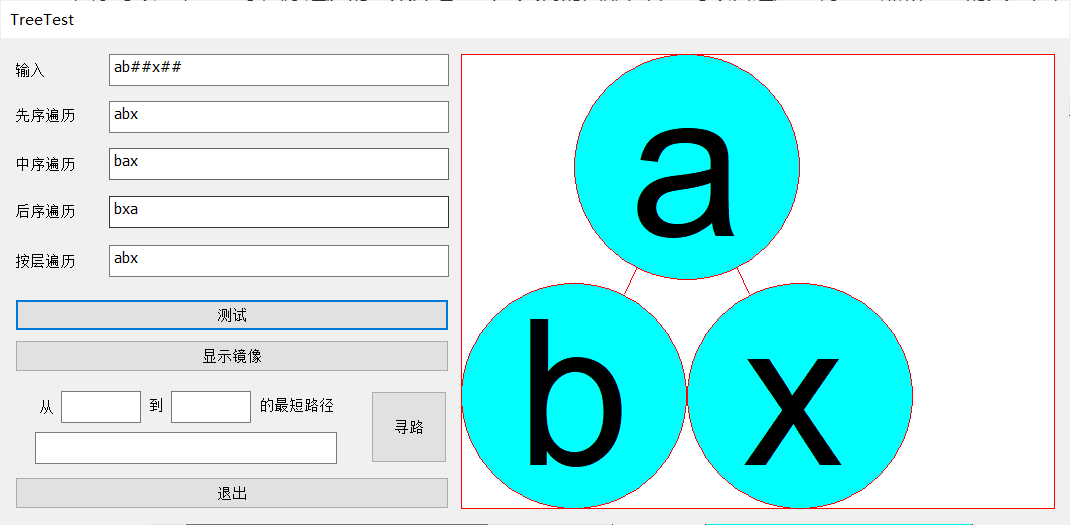 TreeTest
输入 ab##x##
先序遍历 abx
中序遍历 bax
后序遍历 bxa
按层遍历 abx
测试
显示镜像
从 到 的最短路径
寻路
退出
a
b x